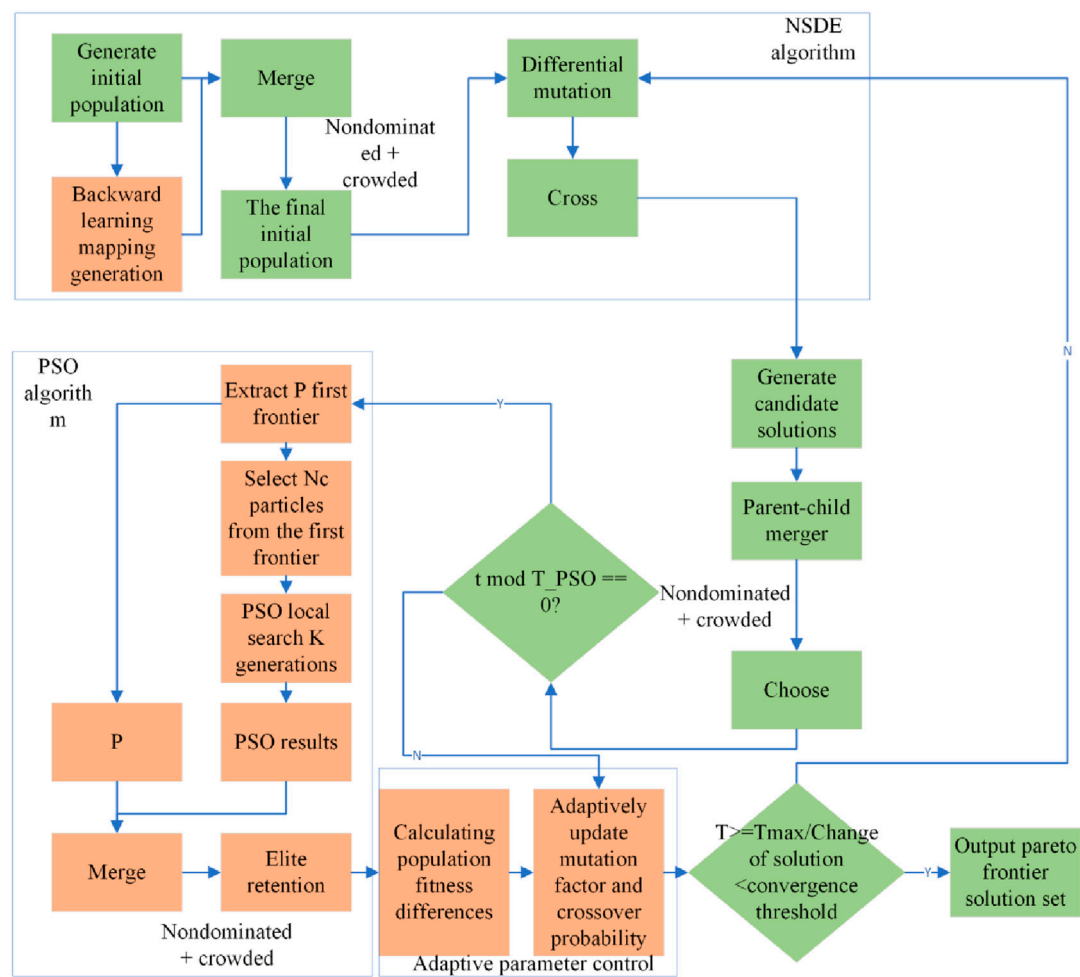 NSDE
algorithm
Generate
initial
population
Merge
Differential
mutation
Nondominat
ed +
crowded
Backward
learning
mapping
generation
The final
initial
population
Cross
N
PSO
algorith
m
Extract P first
frontier
Y
Generate
candidate
solutions
Select Nc
particles
from the first
frontier
Parent-child
merger
t mod T_PSO ==
0?
Nondominated
+ crowded
PSO local
search K
generations
Choose
P
PSO results
N
Merge
Elite
retention
Calculating
population
fitness
differences
Adaptively
update
mutation
factor and
crossover
probability
T>=Tmax/Change
of solution
<convergence
threshold
Y
Output pareto
frontier
solution set
Nondominated
+ crowded
Adaptive parameter control